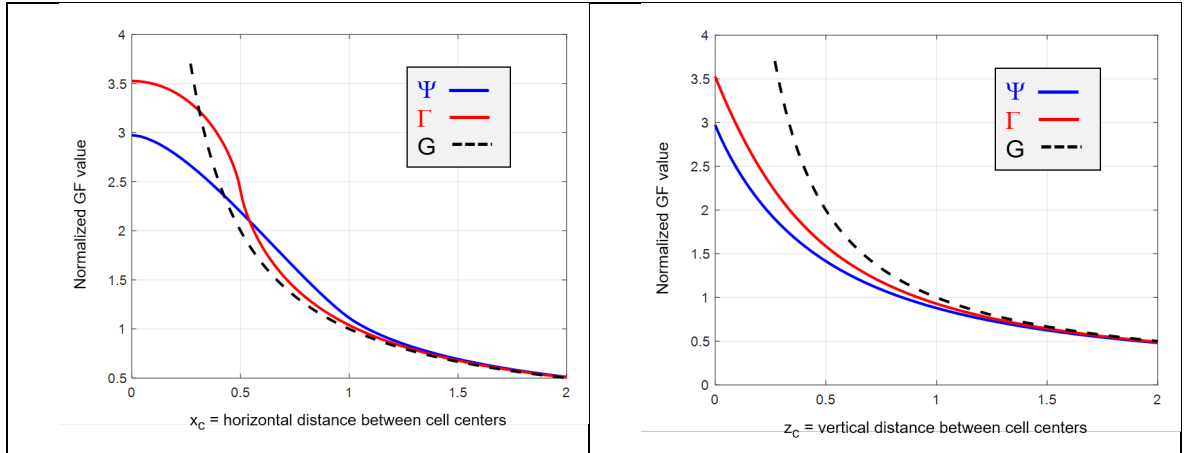 4
3.5
3
2.5
2
1.5
1
0.5
0
0.5
1
1.5
2
Normalized GF value
x_c = horizontal distance between cell centers
Ψ
Γ
G
4
3.5
3
2.5
2
1.5
1
0.5
0
0
0.5
1
1.5
2
Normalized GF value
z_c = vertical distance between cell centers
Ψ
Γ
G